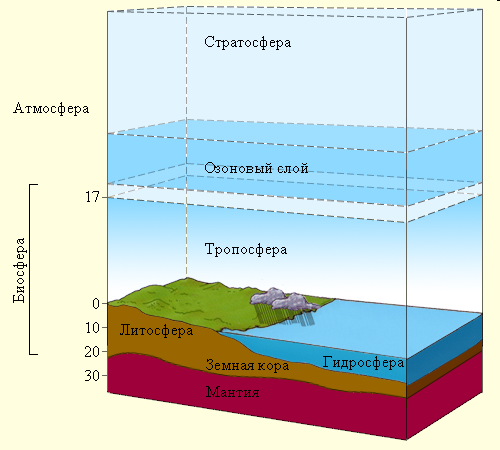 Стратосфера
Атмосфера
Озоновый слой
17
Биосфера
Тропосфера
0
10
Литосфера
20
Земная кора
Гидросфера
30
Мантия